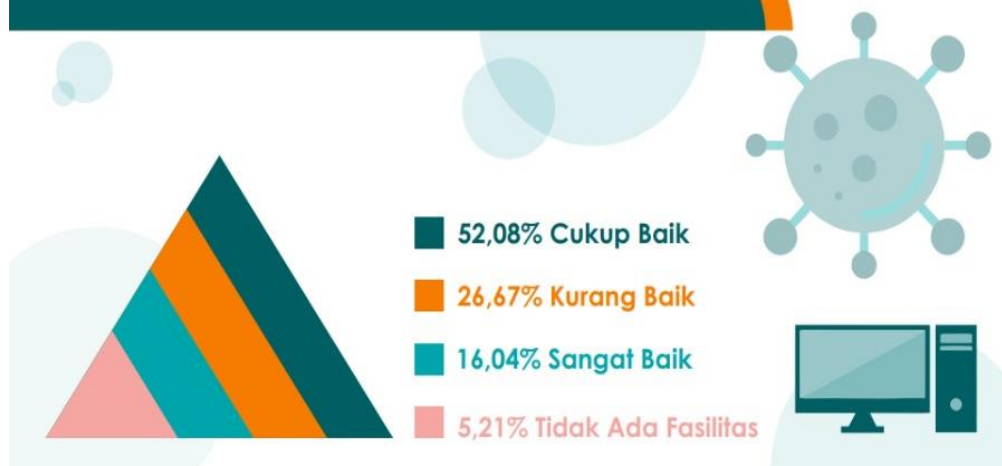 52,08% Cukup Baik
26,67% Kurang Baik
16,04% Sangat Baik
5,21% Tidak Ada Fasilitas